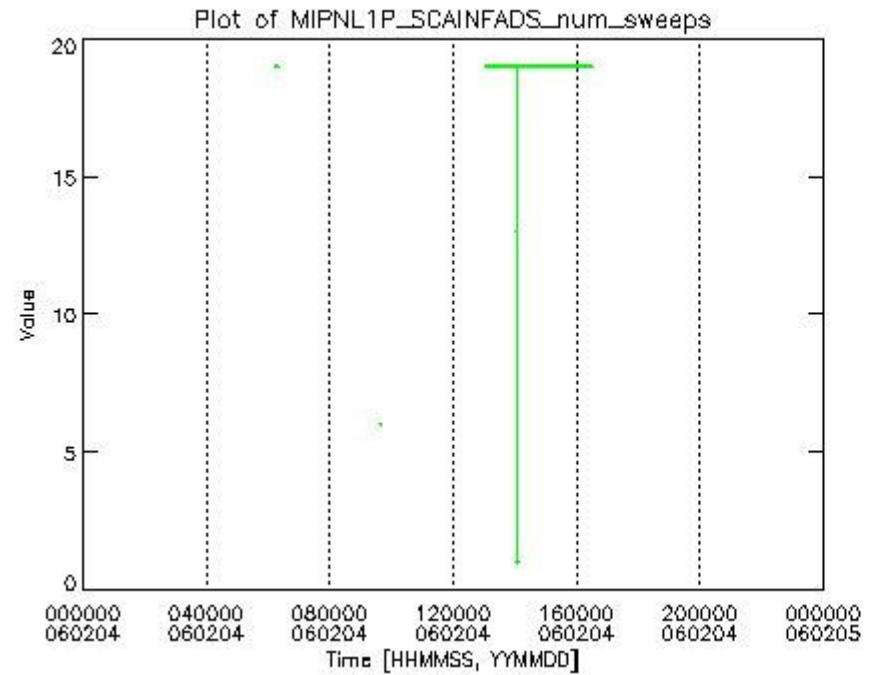 Plot of MIPNL1P_SCAINFADS_num_sweeps
20
15
10
5
0
Value
000000 040000 080000 120000 160000 200000 000000
060204 060204 060204 060204 060204 060204 060205
Time [HHMMSS, YYMMDD]